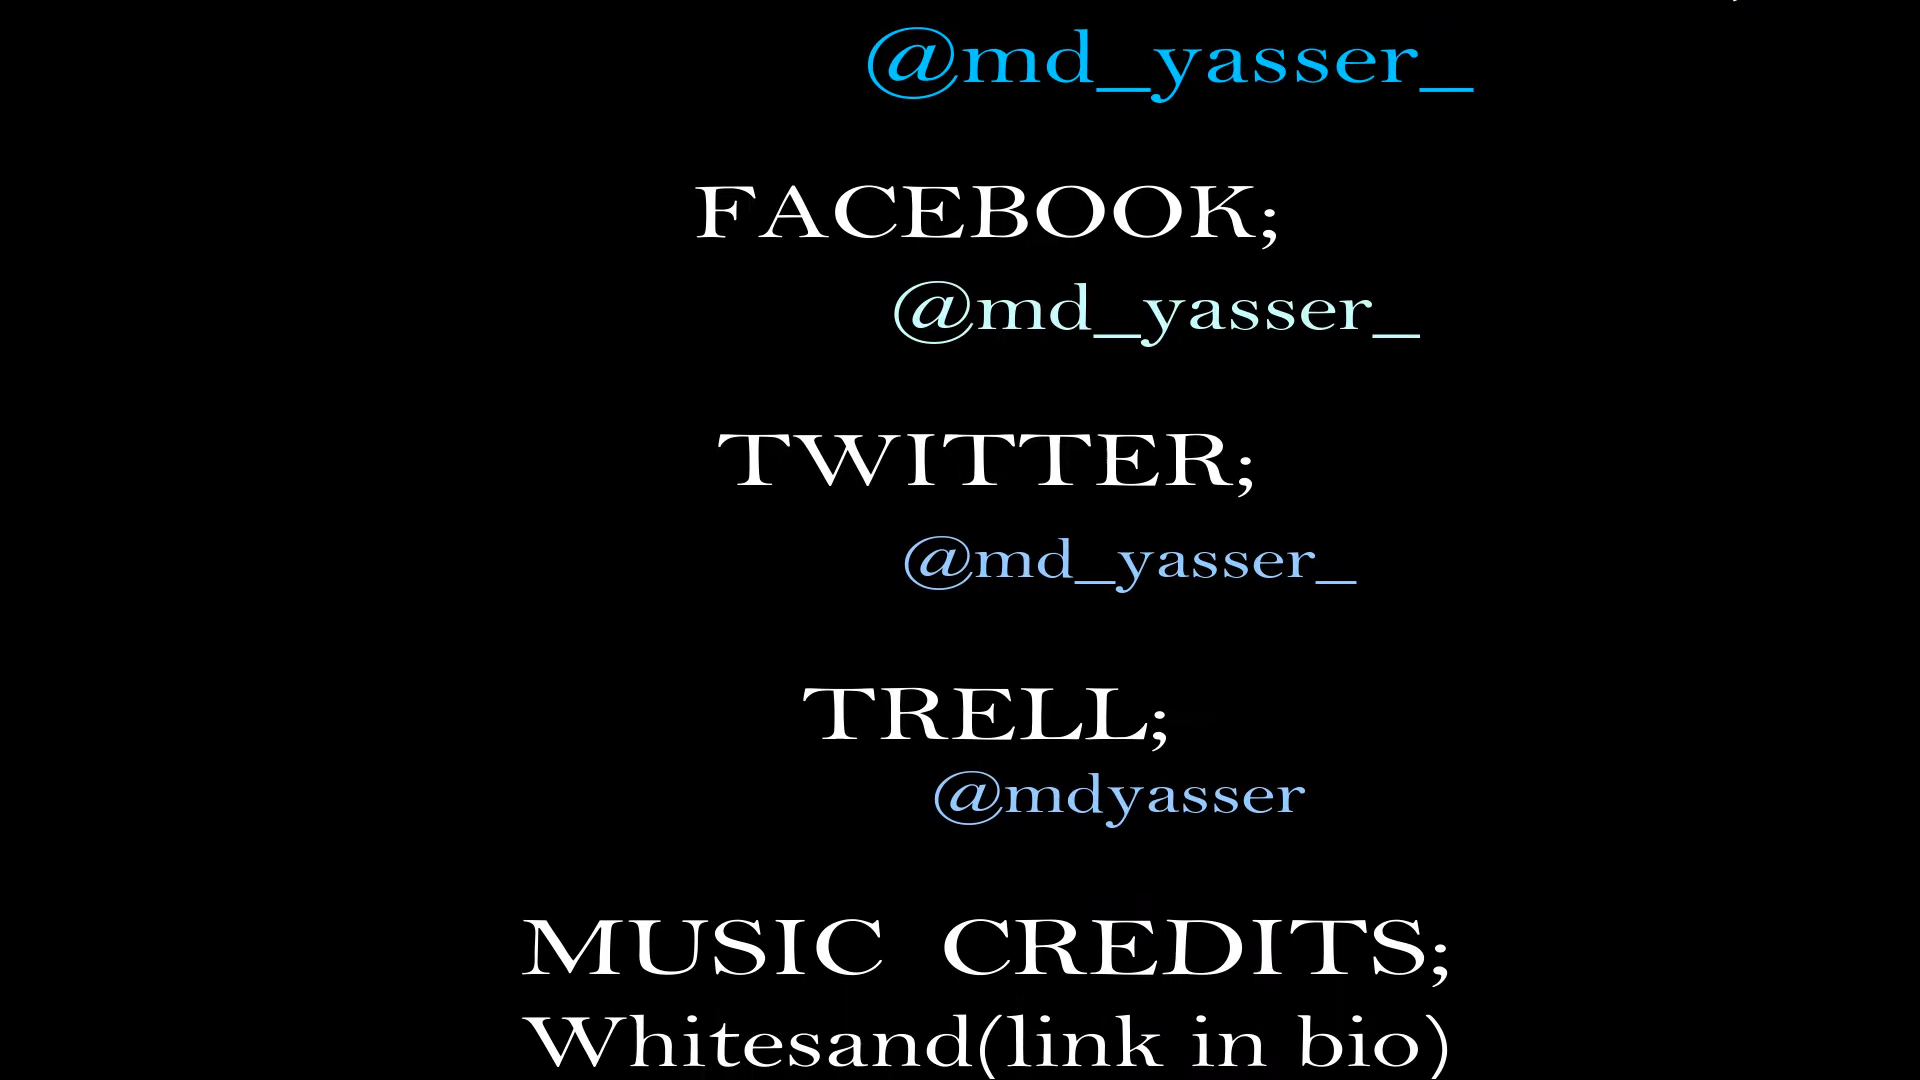 @md_yasser_
FACEBOOK;
@md_yasser_
TWITTER;
@md_yasser_
TRELL;
@mdyasser
MUSIC CREDITS;
Whitesand(link in bio)